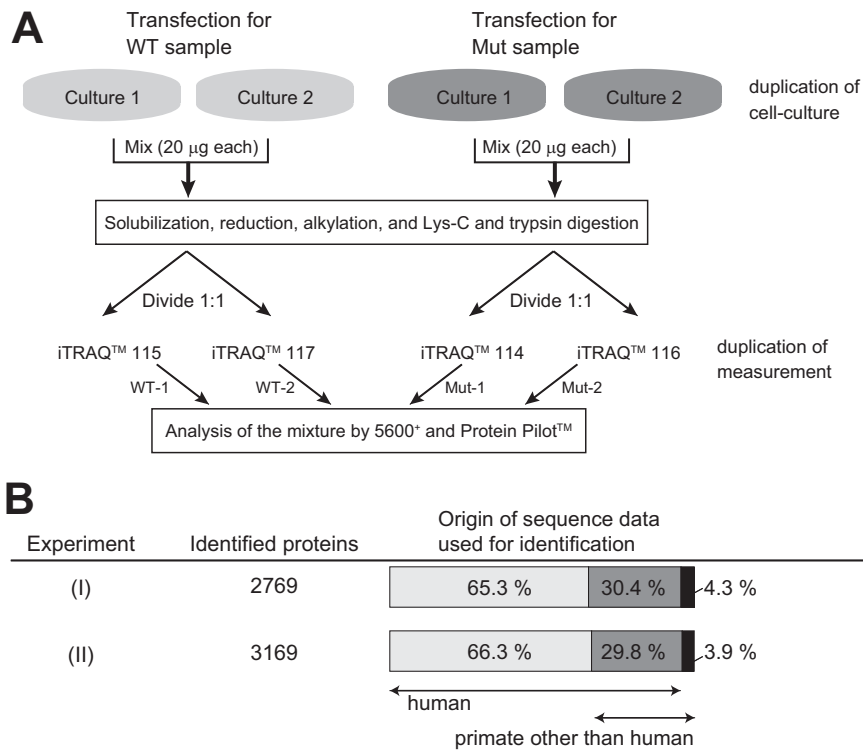 A
Transfection for
WT sample
Transfection for
Mut sample
Culture 1
Culture 2
Culture 1
Culture 2
duplication of
cell-culture
Mix (20 μg each)
Mix (20 μg each)
Solubilization, reduction, alkylation, and Lys-C and trypsin digestion
Divide 1:1
Divide 1:1
iTRAQ™ 115
iTRAQ™ 117
iTRAQ™ 114
iTRAQ™ 116
duplication of
measurement
WT-1
WT-2
Mut-1
Mut-2
Analysis of the mixture by 5600⁺ and Protein Pilot™
B
Experiment
Identified proteins
Origin of sequence data
used for identification
(I)
2769
65.3 %
30.4 %
4.3 %
(II)
3169
66.3 %
29.8 %
3.9 %
human
primate other than human